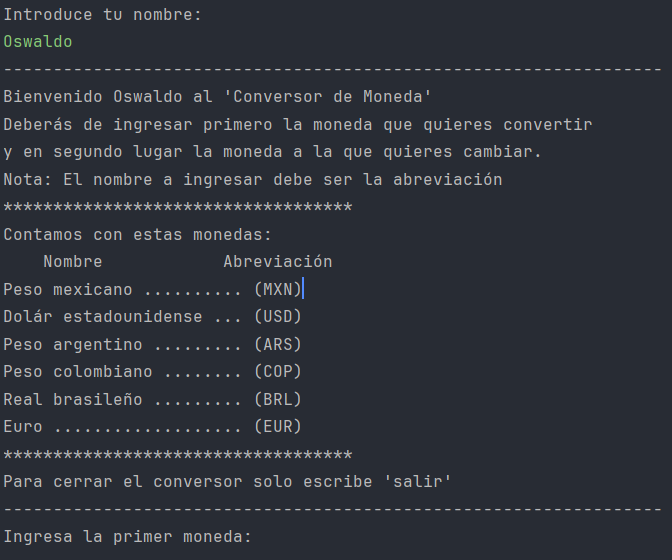 Introduce tu nombre:
Oswaldo
------------------------------------------------------------------
Bienvenido Oswaldo al 'Conversor de Moneda'
Deberás de ingresar primero la moneda que quieres convertir
y en segundo lugar la moneda a la que quieres cambiar.
Nota: El nombre a ingresar debe ser la abreviación
***********************************
Contamos con estas monedas:
    Nombre            Abreviación
Peso mexicano .......... (MXN)
Dolár estadounidense ... (USD)
Peso argentino ......... (ARS)
Peso colombiano ........ (COP)
Real brasileño ......... (BRL)
Euro ................... (EUR)
***********************************
Para cerrar el conversor solo escribe 'salir'
------------------------------------------------------------------
Ingresa la primer moneda: